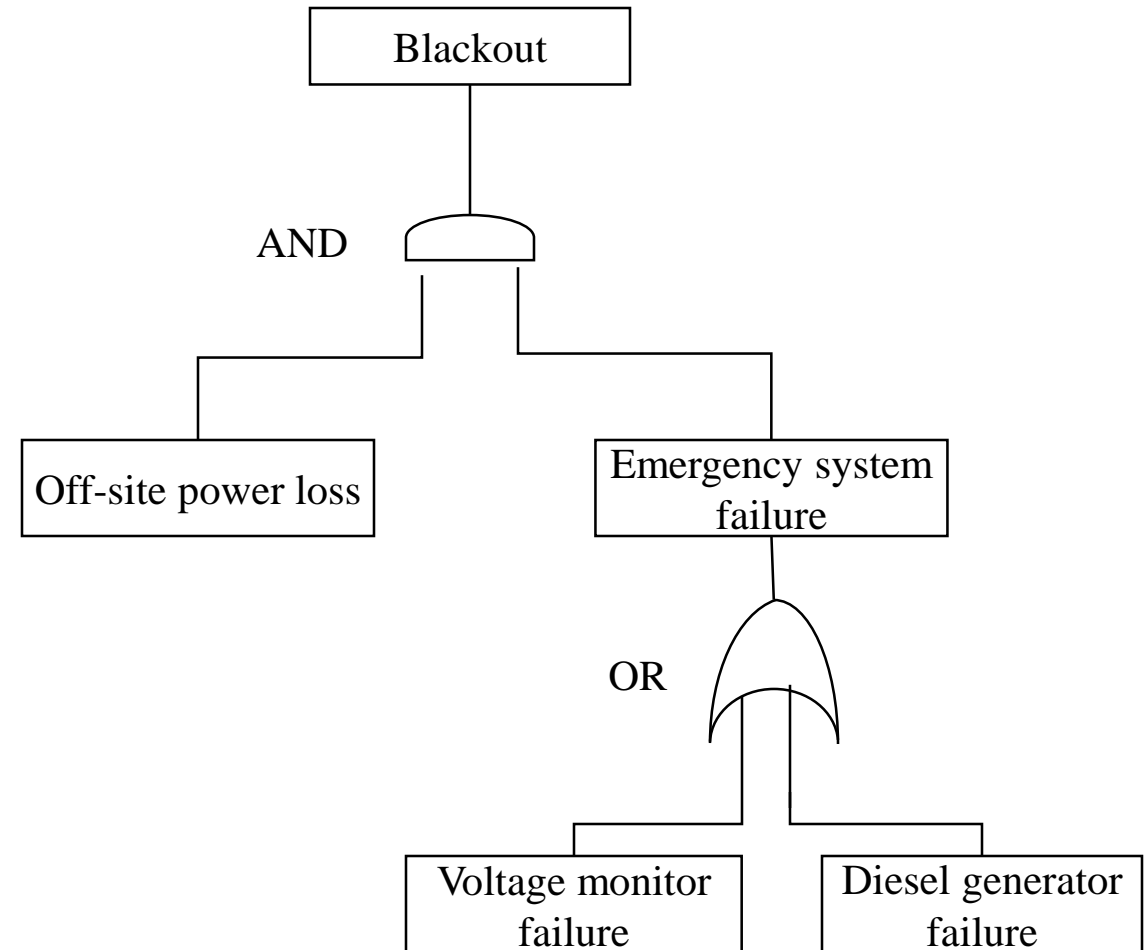 Blackout
AND
Off-site power loss
Emergency system
failure
OR
Voltage monitor
failure
Diesel generator
failure